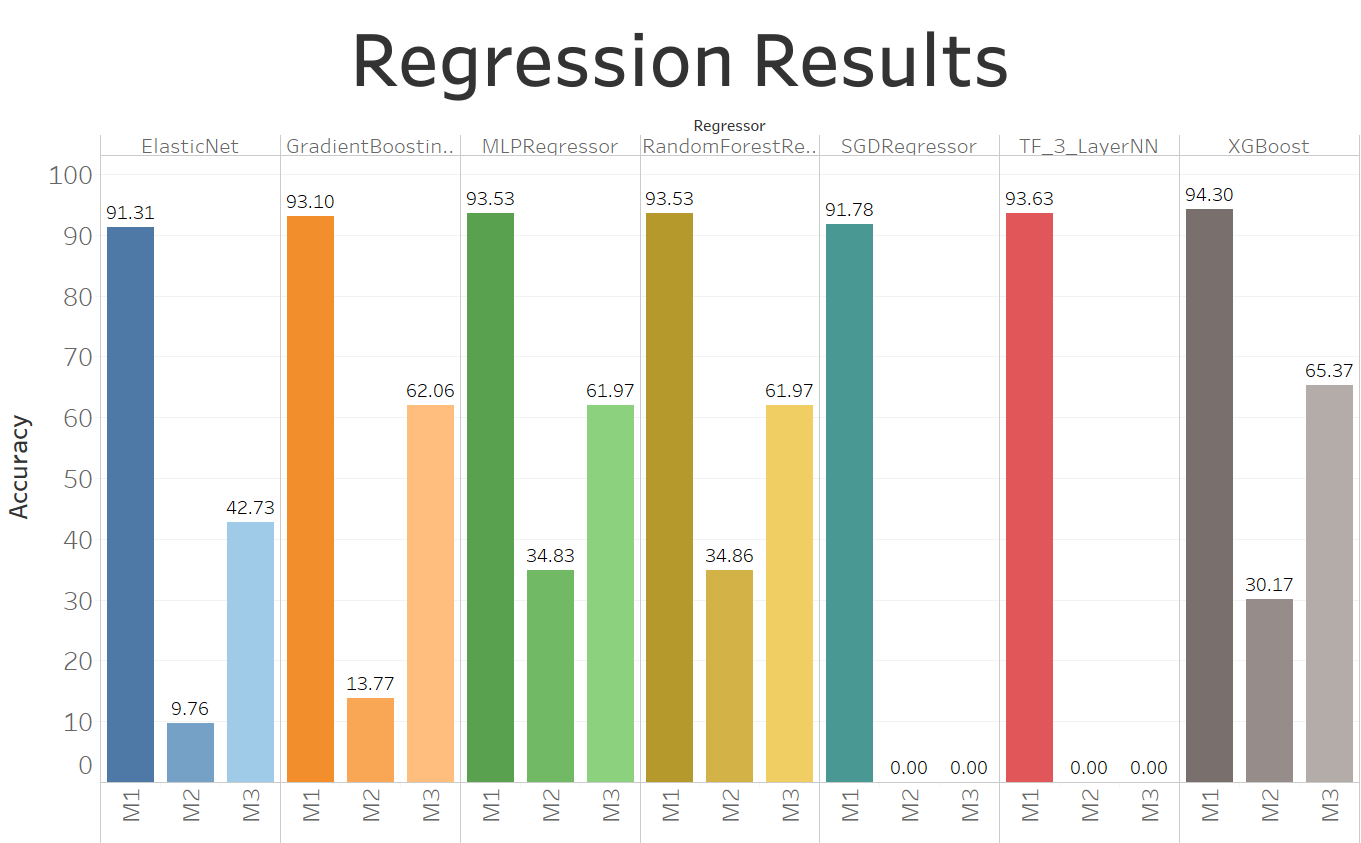 Regression Results
Regressor
ElasticNet GradientBoostin.. MLPRegressor RandomForestRe.. SGDRegressor TF_3_LayerNN XGBoost
Accuracy
100
90
80
70
60
50
40
30
20
10
0
91.31 9.76 42.73
93.10 13.77 62.06
93.53 34.83 61.97
93.53 34.86 61.97
91.78 0.00 0.00
93.63 0.00 0.00
94.30 30.17 65.37
M1 M2 M3 M1 M2 M3 M1 M2 M3 M1 M2 M3 M1 M2 M3 M1 M2 M3 M1 M2 M3